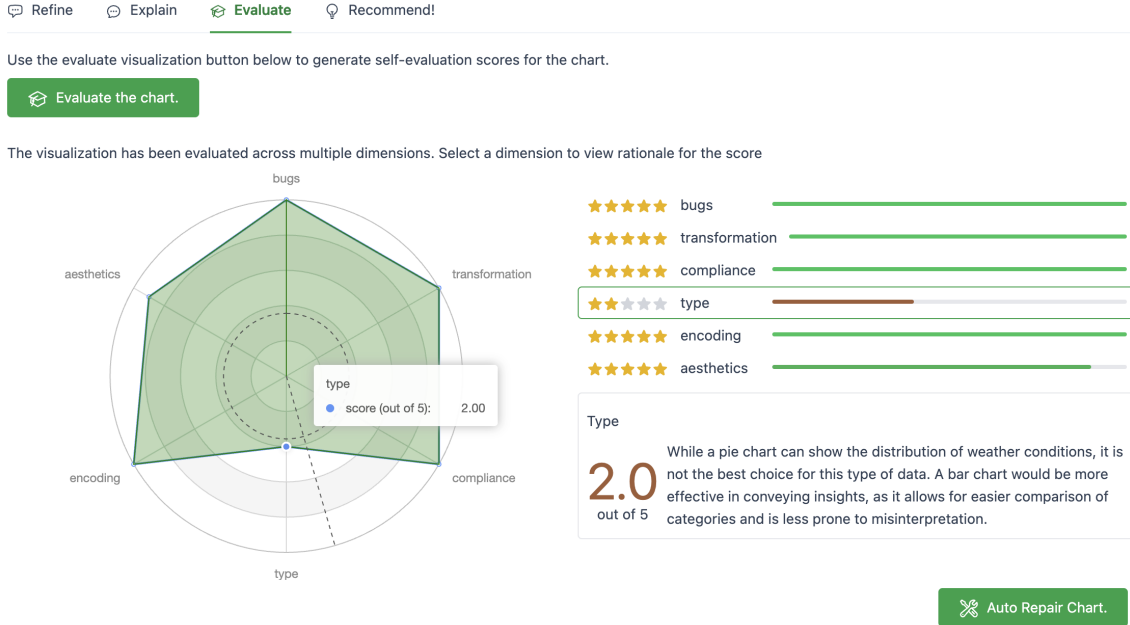 Refine
Explain
Evaluate
Recommend!
Use the evaluate visualization button below to generate self-evaluation scores for the chart.
Evaluate the chart.
The visualization has been evaluated across multiple dimensions. Select a dimension to view rationale for the score
bugs
transformation
compliance
type
encoding
aesthetics
type
score (out of 5): 2.00
bugs
transformation
compliance
type
encoding
aesthetics
Type
2.0
out of 5
While a pie chart can show the distribution of weather conditions, it is
not the best choice for this type of data. A bar chart would be more
effective in conveying insights, as it allows for easier comparison of
categories and is less prone to misinterpretation.
Auto Repair Chart.